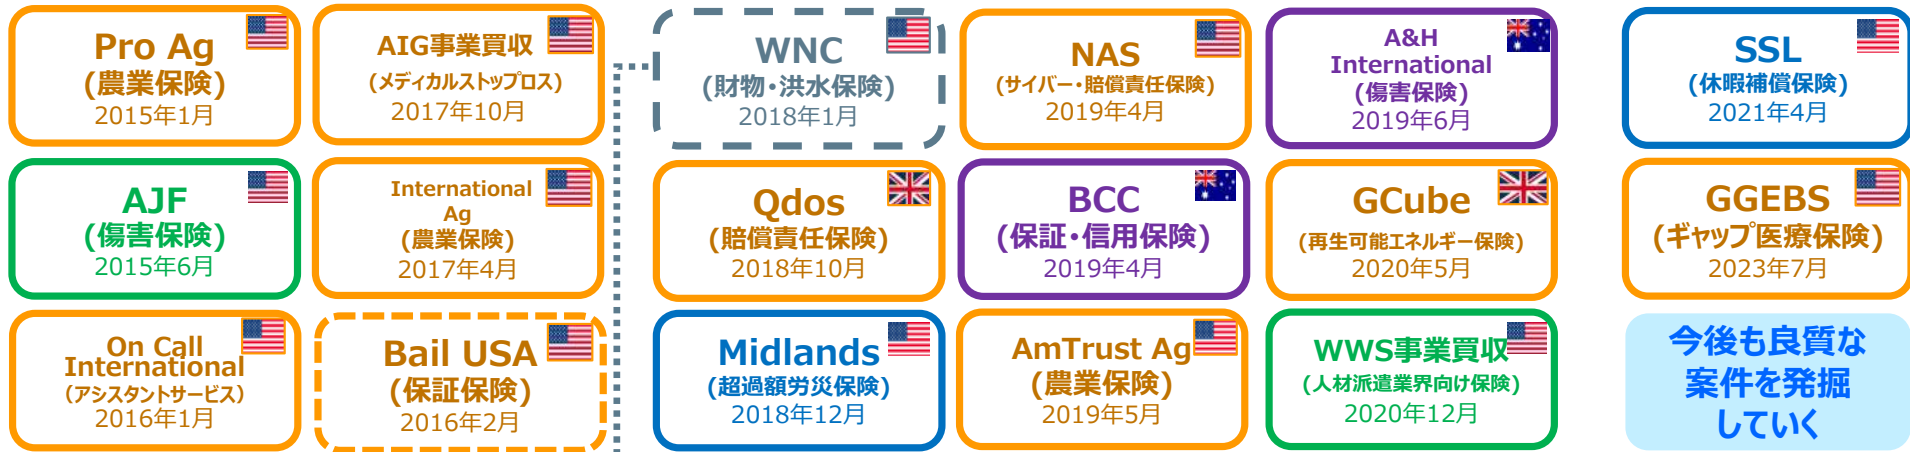 Pro Ag
(農業保険)
2015年1月
AJF
(傷害保険)
2015年6月
On Call
International
(アシスタントサービス)
2016年1月
AIG事業買収
(メディカルストップロス)
2017年10月
International
Ag
(農業保険)
2017年4月
Bail USA
(保証保険)
2016年2月
WNC
(財物・洪水保険)
2018年1月
Qdos
(賠償責任保険)
2018年10月
Midlands
(超過額労災保険)
2018年12月
NAS
(サイバー・賠償責任保険)
2019年4月
BCC
(保証・信用保険)
2019年4月
AmTrust Ag
(農業保険)
2019年5月
A&H
International
(傷害保険)
2019年6月
GCube
(再生可能エネルギー保険)
2020年5月
WWS事業買収
(人材派遣業界向け保険)
2020年12月
SSL
(休暇補償保険)
2021年4月
GGEBS
(ギャップ医療保険)
2023年7月
今後も良質な
案件を発掘
していく